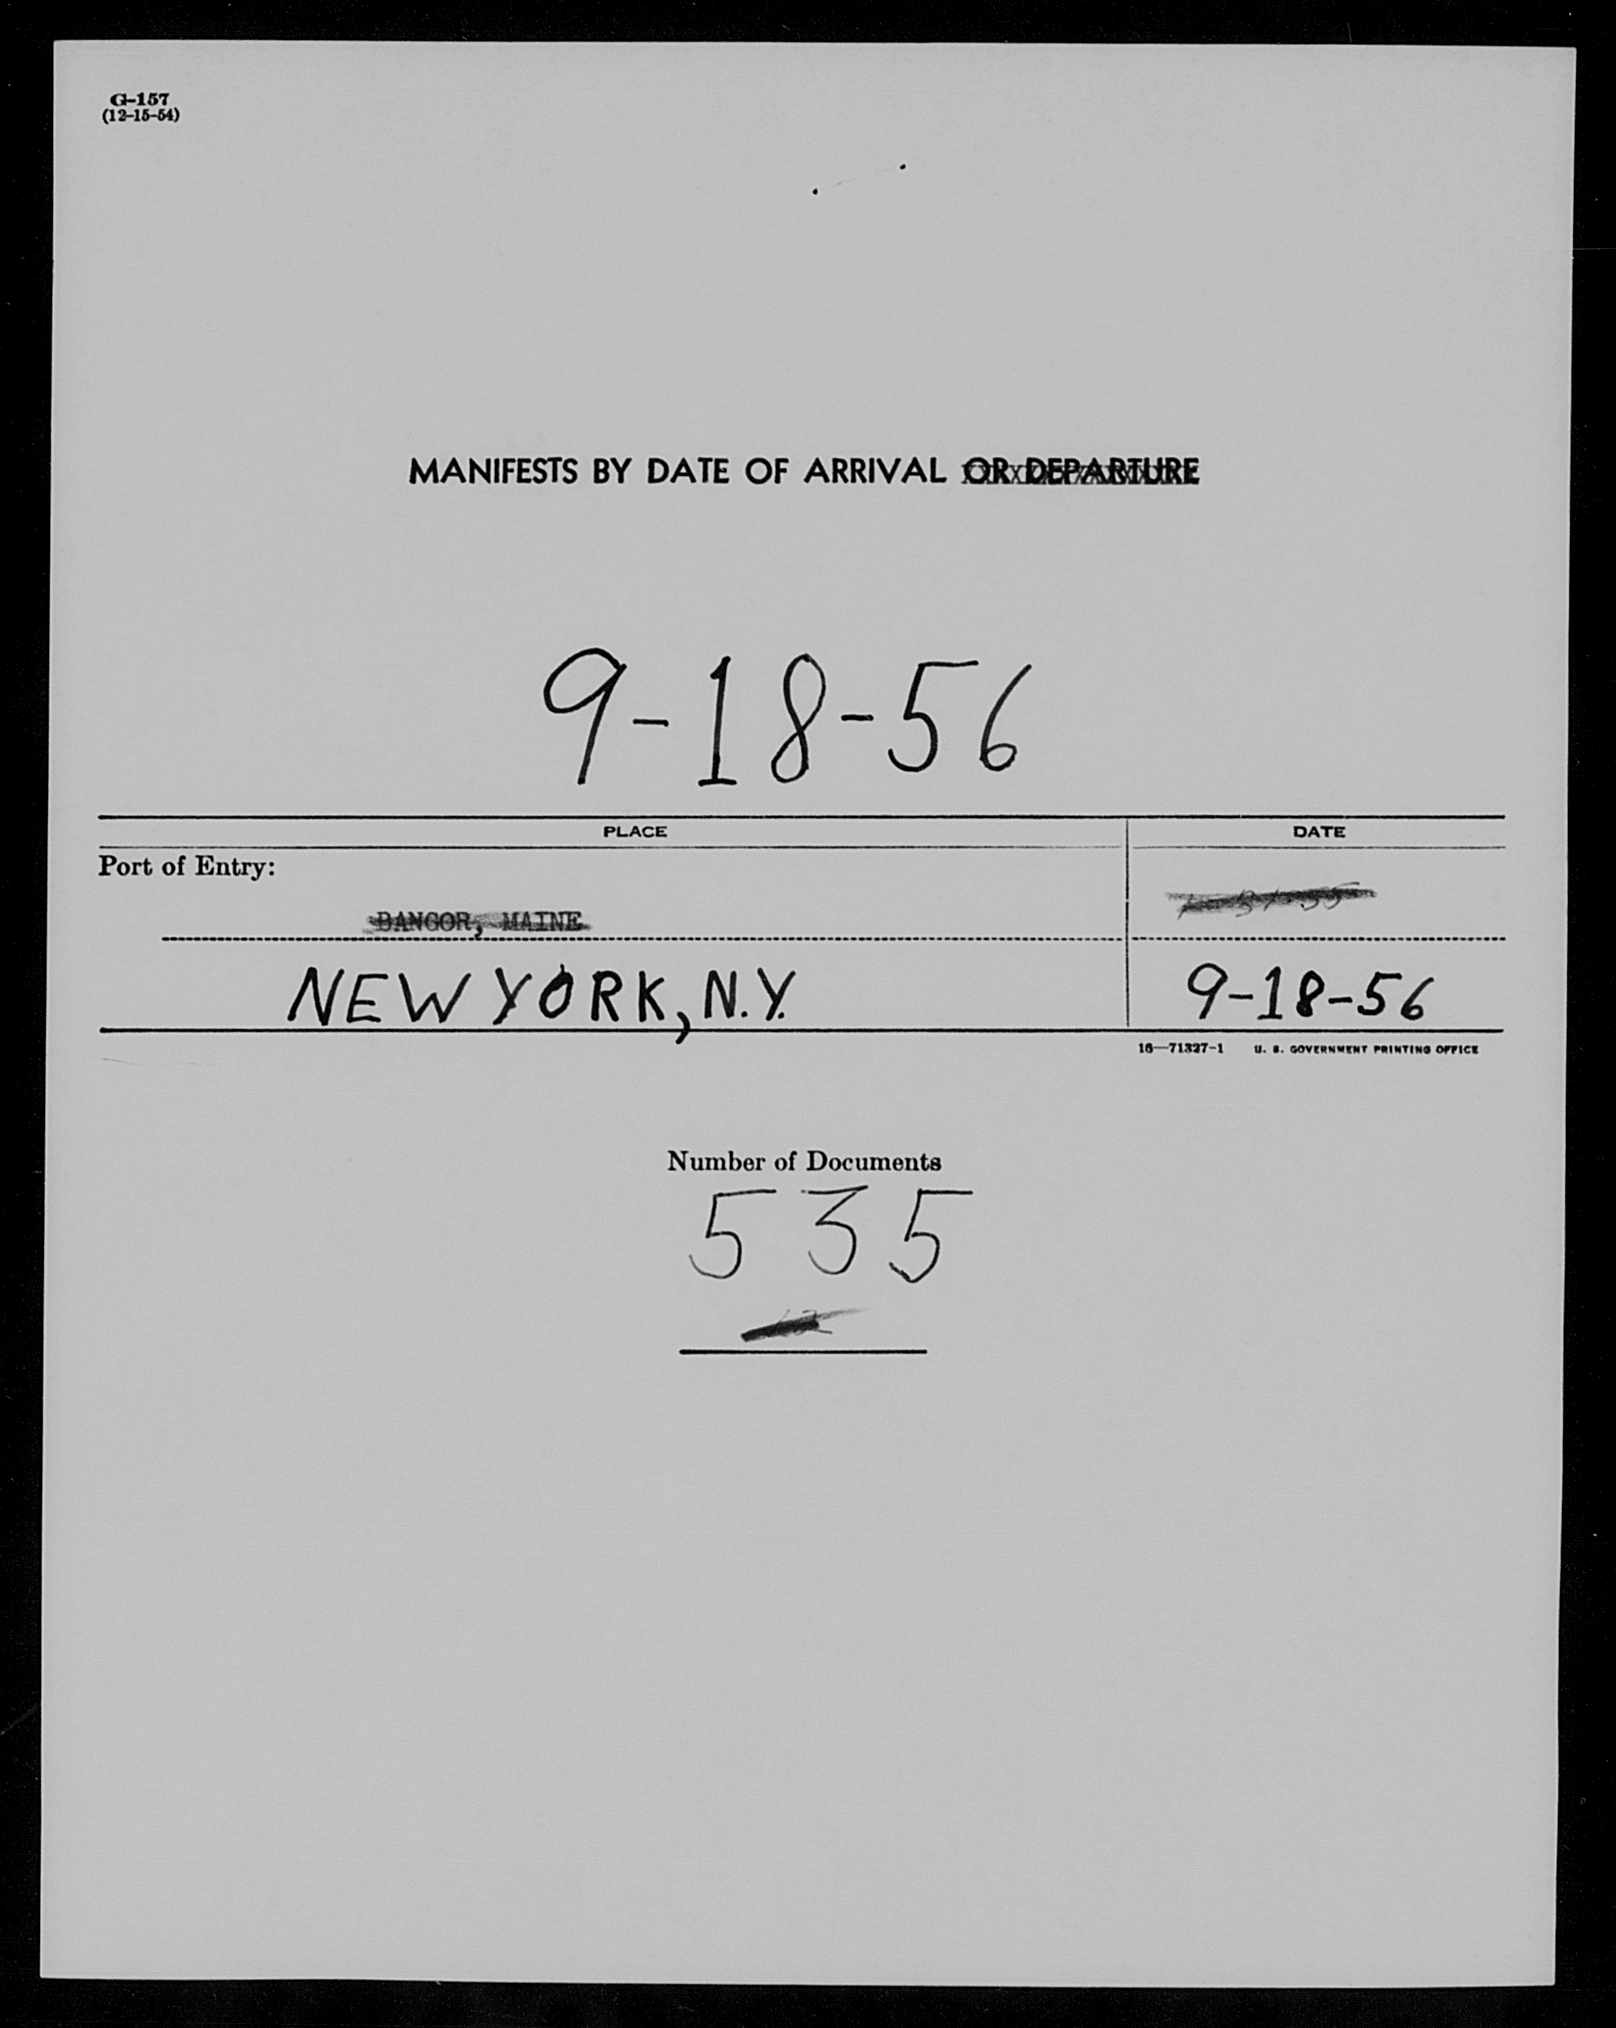 G-157
(12-15-54)
MANIFESTS BY DATE OF ARRIVAL OR DEPARTURE
9-18-56
PLACE DATE
Port of Entry:
BANGOR, MAINE
NEW YORK, N.Y. 9-18-56
16—71327-1 U. S. GOVERNMENT PRINTING OFFICE
Number of Documents
535